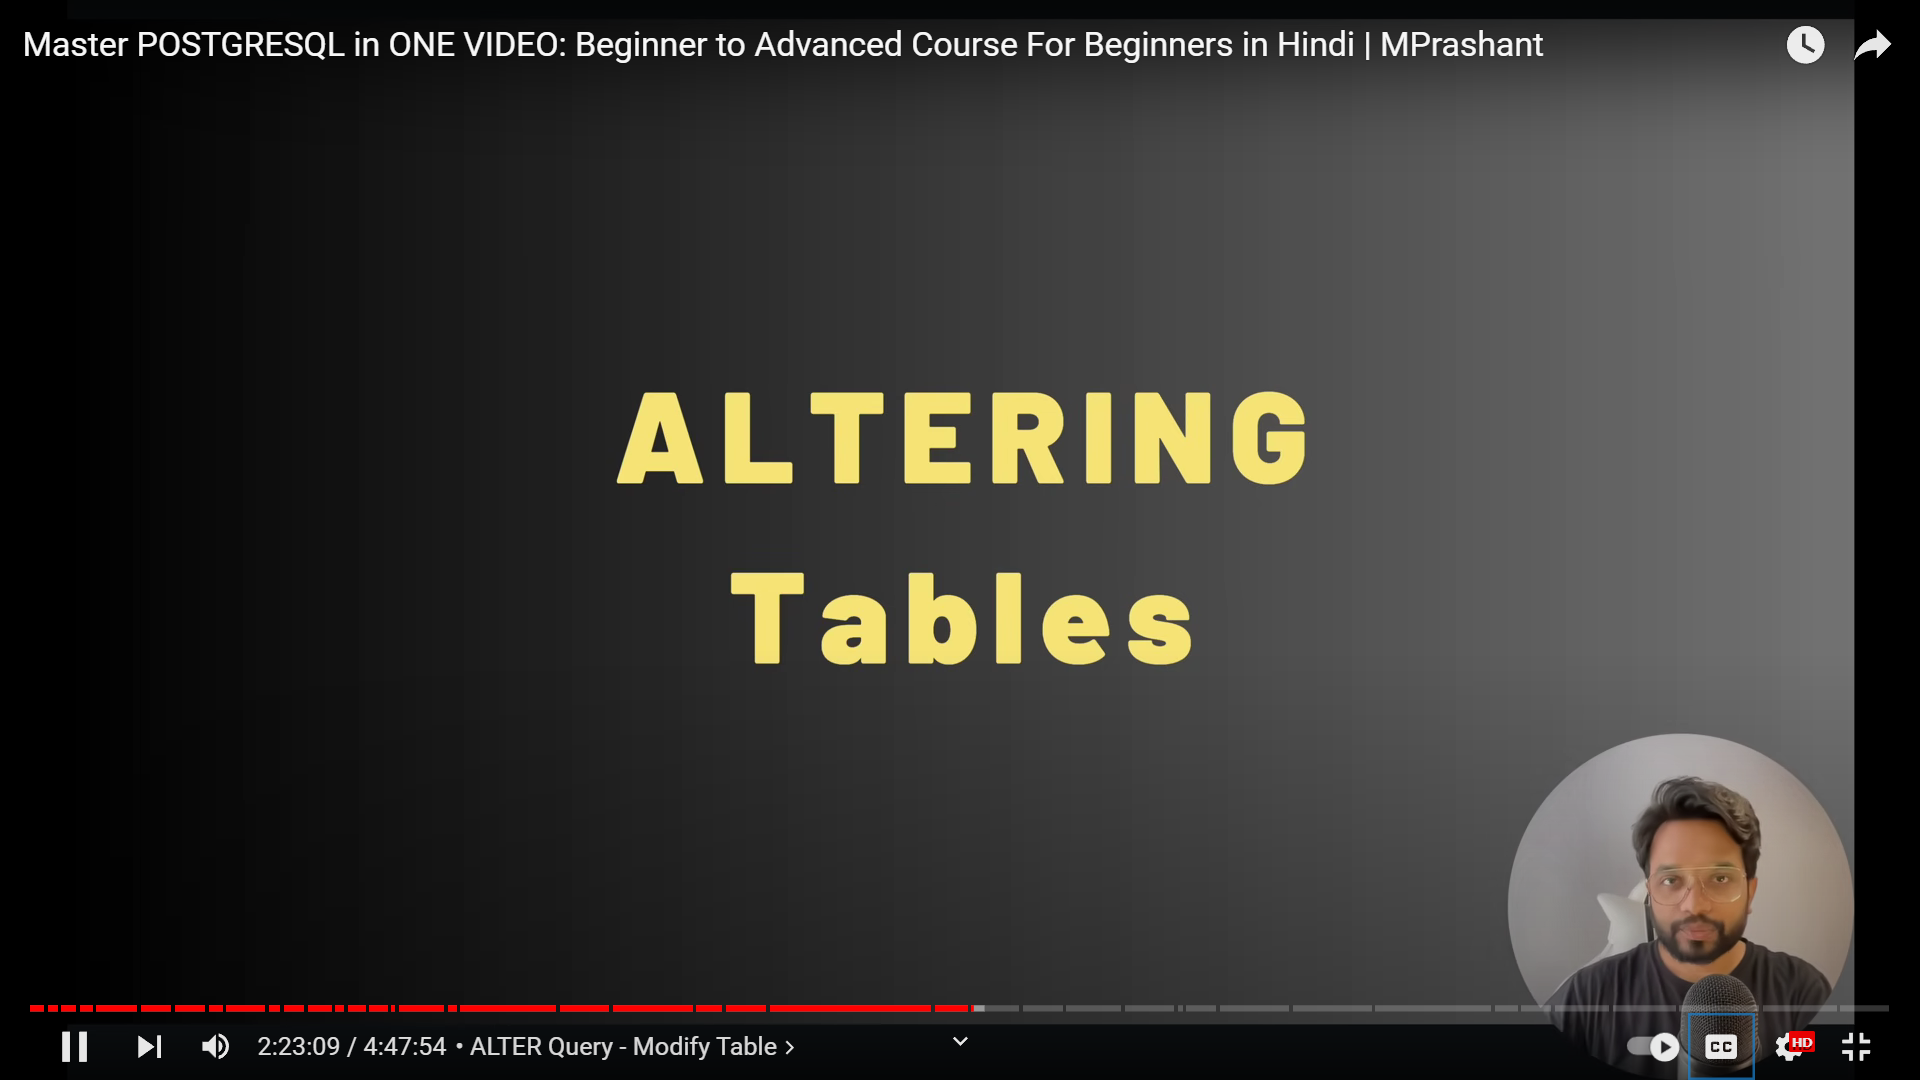 Master POSTGRESQL in ONE VIDEO: Beginner to Advanced Course For Beginners in Hindi | MPrashant
ALTERING
Tables
2:23:09 / 4:47:54 • ALTER Query - Modify Table
CC
HD